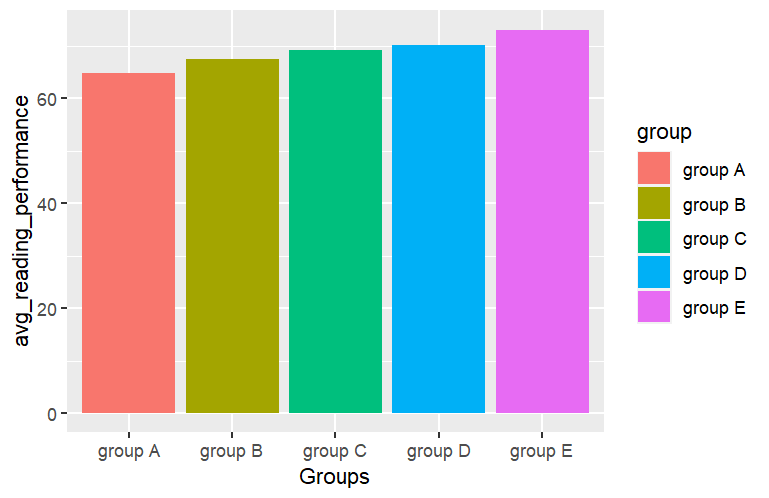 avg_reading_performance
60
40
20
0
group A group B group C group D group E
Groups
group
group A
group B
group C
group D
group E